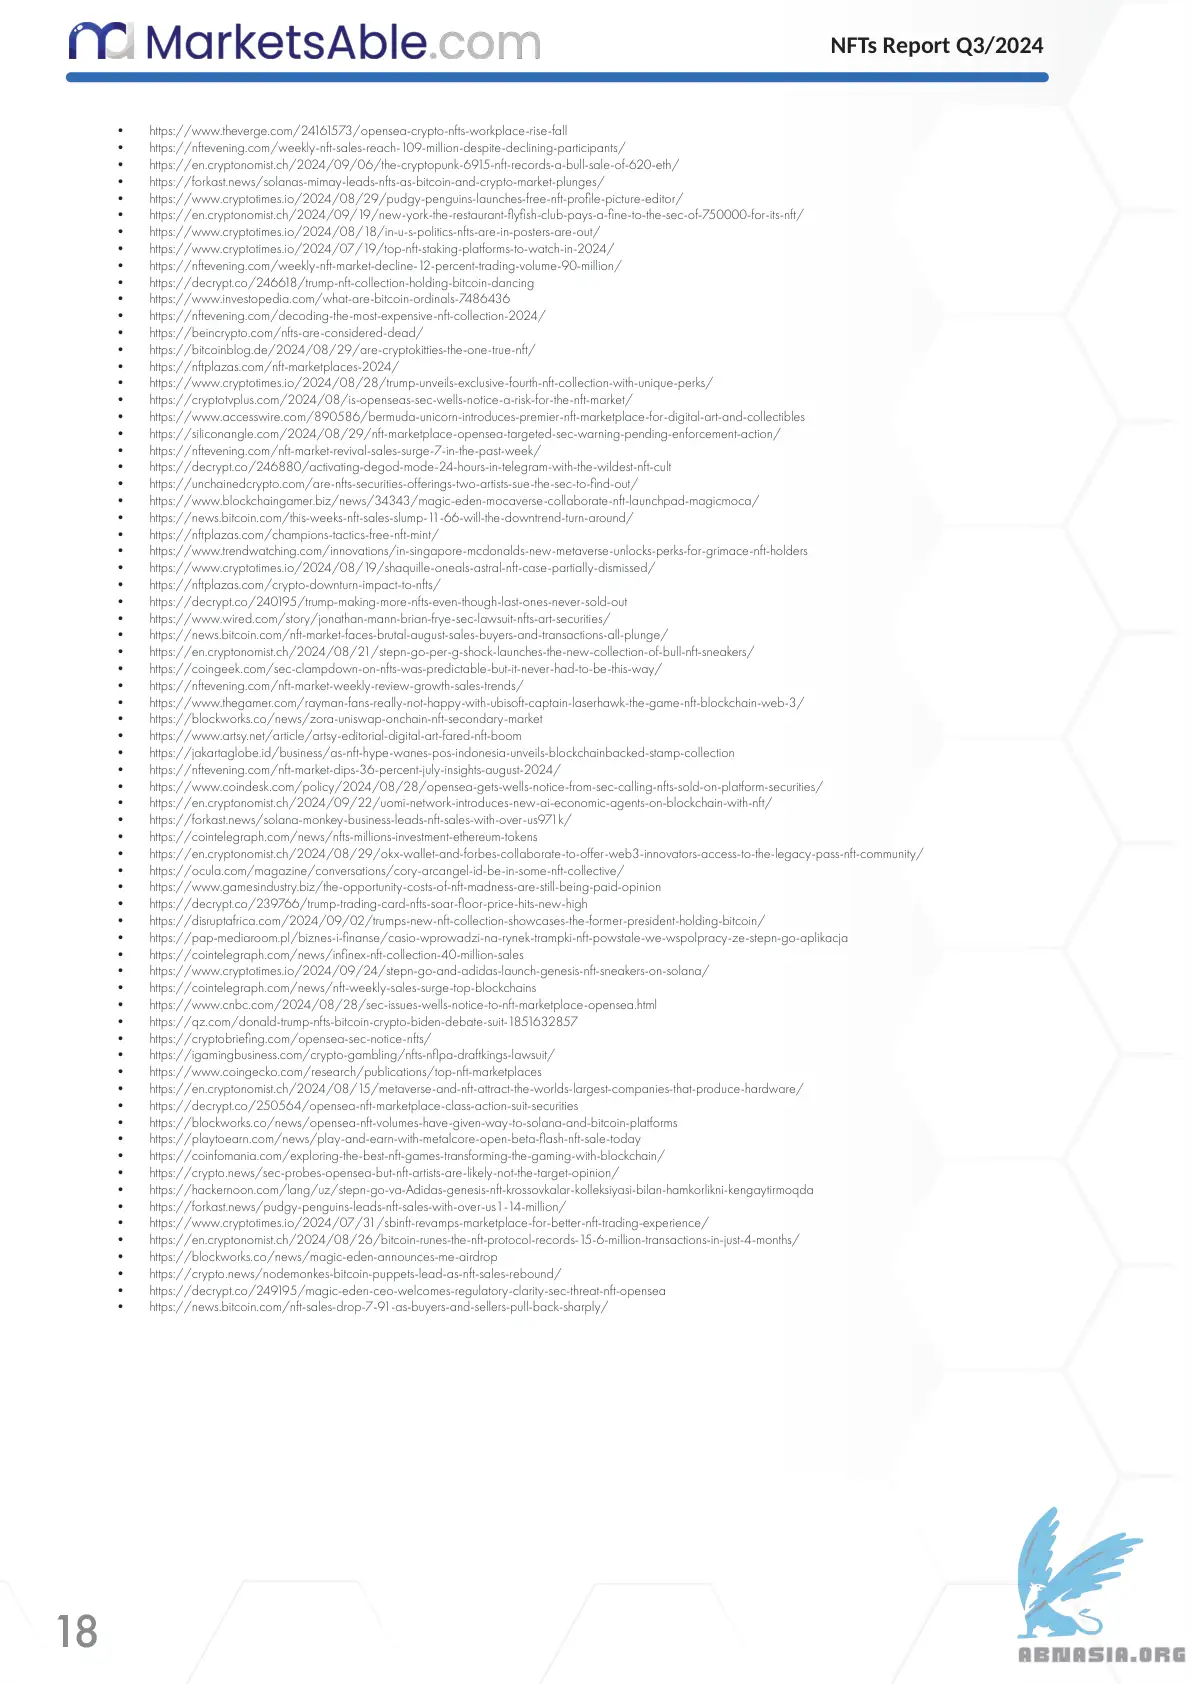 ma MarketsAble.com
NFTs Report Q3/2024
• https://www.theverge.com/24161573/opensea-crypto-nfts-workplace-rise-fall
• https://nftevening.com/weekly-nft-sales-reach-109-million-despite-declining-participants/
• https://en.cryptonomist.ch/2024/09/06/the-cryptopunk-6915-nft-records-a-bull-sale-of-620-eth/
• https://forkast.news/solanas-mimay-leads-nfts-as-bitcoin-and-crypto-market-plunges/
• https://www.cryptotimes.io/2024/08/29/pudgy-penguins-launches-free-nft-profile-picture-editor/
• https://en.cryptonomist.ch/2024/09/19/new-york-the-restaurant-flyfish-club-pays-a-fine-to-the-sec-of-750000-for-its-nft/
• https://www.cryptotimes.io/2024/08/18/in-u-s-politics-nfts-are-in-posters-are-out/
• https://www.cryptotimes.io/2024/07/19/top-nft-staking-platforms-to-watch-in-2024/
• https://nftevening.com/weekly-nft-market-decline-12-percent-trading-volume-90-million/
• https://decrypt.co/246618/trump-nft-collection-holding-bitcoin-dancing
• https://www.investopedia.com/what-are-bitcoin-ordinals-7486436
• https://nftevening.com/decoding-the-most-expensive-nft-collection-2024/
• https://beincrypto.com/nfts-are-considered-dead/
• https://bitcoinblog.de/2024/08/29/are-cryptokitties-the-one-true-nft/
• https://nftplazas.com/nft-marketplaces-2024/
• https://www.cryptotimes.io/2024/08/28/trump-unveils-exclusive-fourth-nft-collection-with-unique-perks/
• https://cryptotvplus.com/2024/08/is-openseas-sec-wells-notice-a-risk-for-the-nft-market/
• https://www.accesswire.com/890586/bermuda-unicorn-introduces-premier-nft-marketplace-for-digital-art-and-collectibles
• https://siliconangle.com/2024/08/29/nft-marketplace-opensea-targeted-sec-warning-pending-enforcement-action/
• https://nftevening.com/nft-market-revival-sales-surge-7-in-the-past-week/
• https://decrypt.co/246880/activating-degod-mode-24-hours-in-telegram-with-the-wildest-nft-cult
• https://unchainedcrypto.com/are-nfts-securities-offerings-two-artists-sue-the-sec-to-find-out/
• https://www.blockchaingamer.biz/news/34343/magic-eden-mocaverse-collaborate-nft-launchpad-magicmoca/
• https://news.bitcoin.com/this-weeks-nft-sales-slump-11-66-will-the-downtrend-turn-around/
• https://nftplazas.com/champions-tactics-free-nft-mint/
• https://www.trendwatching.com/innovations/in-singapore-mcdonalds-new-metaverse-unlocks-perks-for-grimace-nft-holders
• https://www.cryptotimes.io/2024/08/19/shaquille-oneals-astral-nft-case-partially-dismissed/
• https://nftplazas.com/crypto-downturn-impact-to-nfts/
• https://decrypt.co/240195/trump-making-more-nfts-even-though-last-ones-never-sold-out
• https://www.wired.com/story/jonathan-mann-brian-frye-sec-lawsuit-nfts-art-securities/
• https://news.bitcoin.com/nft-market-faces-brutal-august-sales-buyers-and-transactions-all-plunge/
• https://en.cryptonomist.ch/2024/08/21/stepn-go-per-g-shock-launches-the-new-collection-of-bull-nft-sneakers/
• https://coingeek.com/sec-clampdown-on-nfts-was-predictable-but-it-never-had-to-be-this-way/
• https://nftevening.com/nft-market-weekly-review-growth-sales-trends/
• https://www.thegamer.com/rayman-fans-really-not-happy-with-ubisoft-captain-laserhawk-the-game-nft-blockchain-web-3/
• https://blockworks.co/news/zora-uniswap-onchain-nft-secondary-market
• https://www.artsy.net/article/artsy-editorial-digital-art-fared-nft-boom
• https://jakartaglobe.id/business/as-nft-hype-wanes-pos-indonesia-unveils-blockchainbacked-stamp-collection
• https://nftevening.com/nft-market-dips-36-percent-july-insights-august-2024/
• https://www.coindesk.com/policy/2024/08/28/opensea-gets-wells-notice-from-sec-calling-nfts-sold-on-platform-securities/
• https://en.cryptonomist.ch/2024/09/22/uomi-network-introduces-new-ai-economic-agents-on-blockchain-with-nft/
• https://forkast.news/solana-monkey-business-leads-nft-sales-with-over-us971k/
• https://cointelegraph.com/news/nfts-millions-investment-ethereum-tokens
• https://en.cryptonomist.ch/2024/08/29/okx-wallet-and-forbes-collaborate-to-offer-web3-innovators-access-to-the-legacy-pass-nft-community/
• https://ocula.com/magazine/conversations/cory-arcangel-id-be-in-some-nft-collective/
• https://www.gamesindustry.biz/the-opportunity-costs-of-nft-madness-are-still-being-paid-opinion
• https://decrypt.co/239766/trump-trading-card-nfts-soar-floor-price-hits-new-high
• https://disruptafrica.com/2024/09/02/trumps-new-nft-collection-showcases-the-former-president-holding-bitcoin/
• https://pap-mediaroom.pl/biznes-i-finanse/casio-wprowadzi-na-rynek-trampki-nft-powstale-we-wspolpracy-ze-stepn-go-aplikacja
• https://cointelegraph.com/news/infinex-nft-collection-40-million-sales
• https://www.cryptotimes.io/2024/09/24/stepn-go-and-adidas-launch-genesis-nft-sneakers-on-solana/
• https://cointelegraph.com/news/nft-weekly-sales-surge-top-blockchains
• https://www.cnbc.com/2024/08/28/sec-issues-wells-notice-to-nft-marketplace-opensea.html
• https://qz.com/donald-trump-nfts-bitcoin-crypto-biden-debate-suit-1851632857
• https://cryptobriefing.com/opensea-sec-notice-nfts/
• https://igamingbusiness.com/crypto-gambling/nfts-nflpa-draftkings-lawsuit/
• https://www.coingecko.com/research/publications/top-nft-marketplaces
• https://en.cryptonomist.ch/2024/08/15/metaverse-and-nft-attract-the-worlds-largest-companies-that-produce-hardware/
• https://decrypt.co/250564/opensea-nft-marketplace-class-action-suit-securities
• https://blockworks.co/news/opensea-nft-volumes-have-given-way-to-solana-and-bitcoin-platforms
• https://playtoearn.com/news/play-and-earn-with-metalcore-open-beta-flash-nft-sale-today
• https://coinfomania.com/exploring-the-best-nft-games-transforming-the-gaming-with-blockchain/
• https://crypto.news/sec-probes-opensea-but-nft-artists-are-likely-not-the-target-opinion/
• https://hackernoon.com/lang/uz/stepn-go-va-Adidas-genesis-nft-krossovkalar-kolleksiyasi-bilan-hamkorlikni-kengaytirmoqda
• https://forkast.news/pudgy-penguins-leads-nft-sales-with-over-us1-14-million/
• https://www.cryptotimes.io/2024/07/31/sbinft-revamps-marketplace-for-better-nft-trading-experience/
• https://en.cryptonomist.ch/2024/08/26/bitcoin-runes-the-nft-protocol-records-15-6-million-transactions-in-just-4-months/
• https://blockworks.co/news/magic-eden-announces-me-airdrop
• https://crypto.news/nodemonkes-bitcoin-puppets-lead-as-nft-sales-rebound/
• https://decrypt.co/249195/magic-eden-ceo-welcomes-regulatory-clarity-sec-threat-nft-opensea
• https://news.bitcoin.com/nft-sales-drop-7-91-as-buyers-and-sellers-pull-back-sharply/
18
ABNASIA.ORG